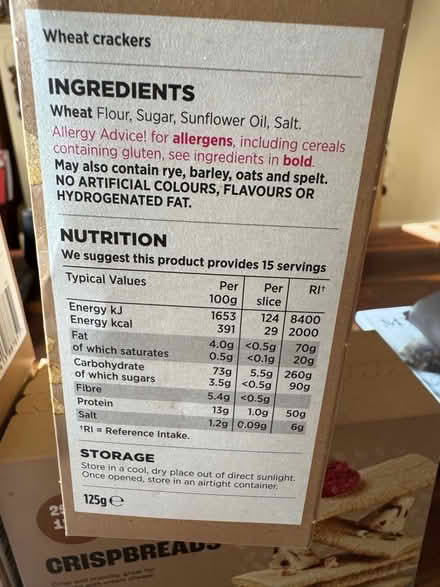 Wheat crackers
INGREDIENTS
Wheat Flour, Sugar, Sunflower Oil, Salt.
Allergy Advice! for allergens, including cereals
containing gluten, see ingredients in bold.
May also contain rye, barley, oats and spelt.
NO ARTIFICIAL COLOURS, FLAVOURS OR
HYDROGENATED FAT.
NUTRITION
We suggest this product provides 15 servings
Typical Values Per 100g Per slice RI†
Energy kJ 1653 124 8400
Energy kcal 391 29 2000
Fat 4.0g <0.5g 70g
of which saturates 0.5g <0.1g 20g
Carbohydrate 73g 5.5g 260g
of which sugars 3.5g <0.5g 90g
Fibre 5.4g <0.5g
Protein 13g 1.0g 50g
Salt 1.2g 0.09g 6g
†RI = Reference Intake.
STORAGE
Store in a cool, dry place out of direct sunlight.
Once opened, store in an airtight container.
125g e
CRISPBREADS